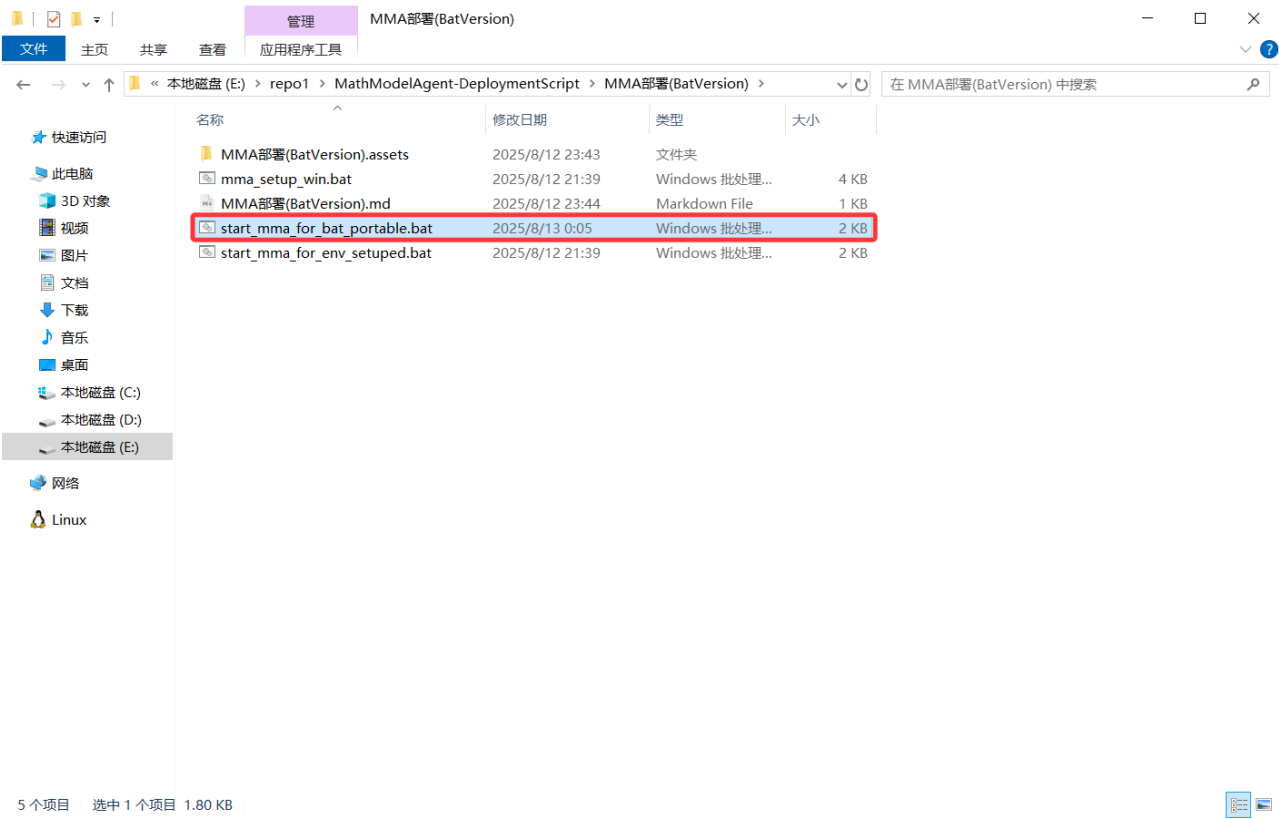 管理 MMA部署(BatVersion)
文件 主页 共享 查看 应用程序工具
« 本地磁盘 (E:) › repo1 › MathModelAgent-DeploymentScript › MMA部署(BatVersion) › 在 MMA部署(BatVersion) 中搜索
名称 修改日期 类型 大小
快速访问
此电脑
3D 对象
视频
图片
文档
下载
音乐
桌面
本地磁盘 (C:)
本地磁盘 (D:)
本地磁盘 (E:)
网络
Linux
MMA部署(BatVersion).assets 2025/8/12 23:43 文件夹
mma_setup_win.bat 2025/8/12 21:39 Windows 批处理... 4 KB
MMA部署(BatVersion).md 2025/8/12 23:44 Markdown File 1 KB
start_mma_for_bat_portable.bat 2025/8/13 0:05 Windows 批处理... 2 KB
start_mma_for_env_setuped.bat 2025/8/12 21:39 Windows 批处理... 2 KB
5 个项目 选中 1 个项目 1.80 KB